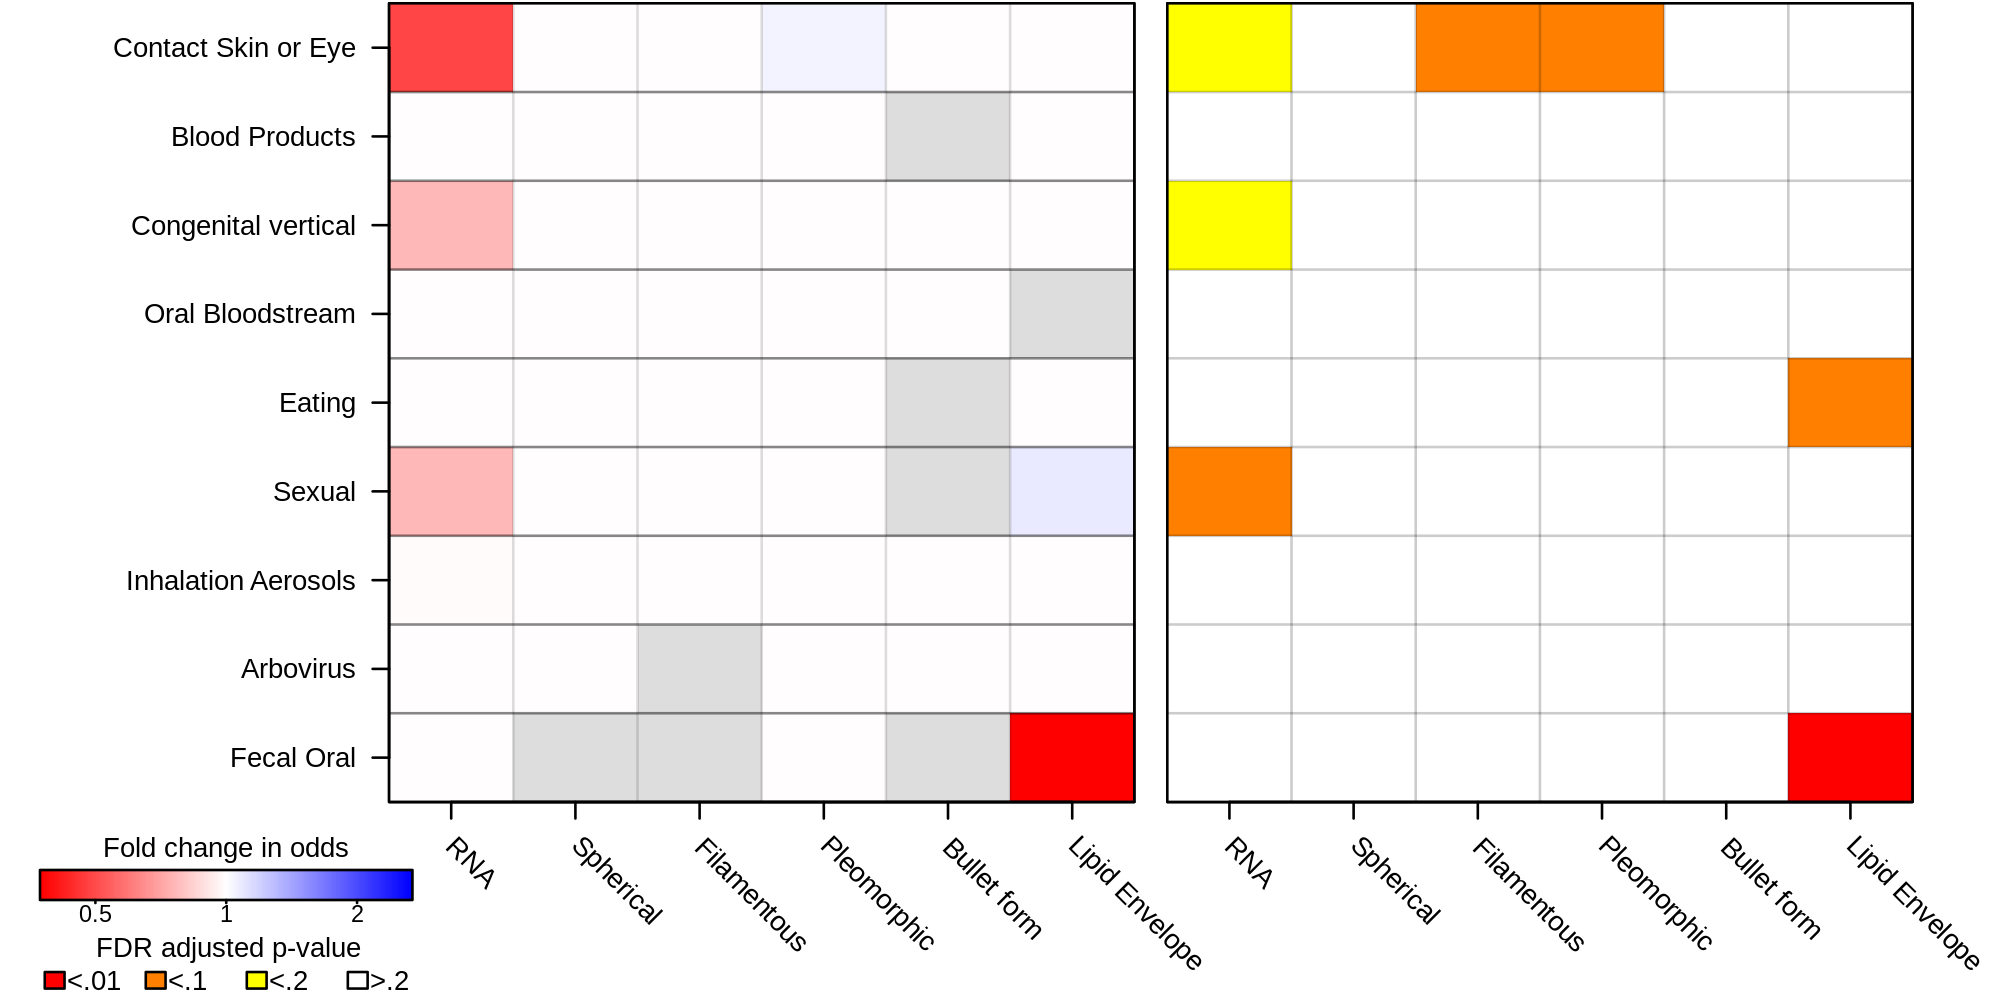 Contact Skin or Eye
Blood Products
Congenital vertical
Oral Bloodstream
Eating
Sexual
Inhalation Aerosols
Arbovirus
Fecal Oral
RNA
Spherical
Filamentous
Pleomorphic
Bullet form
Lipid Envelope
RNA
Spherical
Filamentous
Pleomorphic
Bullet form
Lipid Envelope
Fold change in odds
0.5 1 2
FDR adjusted p-value
<.01 <.1 <.2 >.2